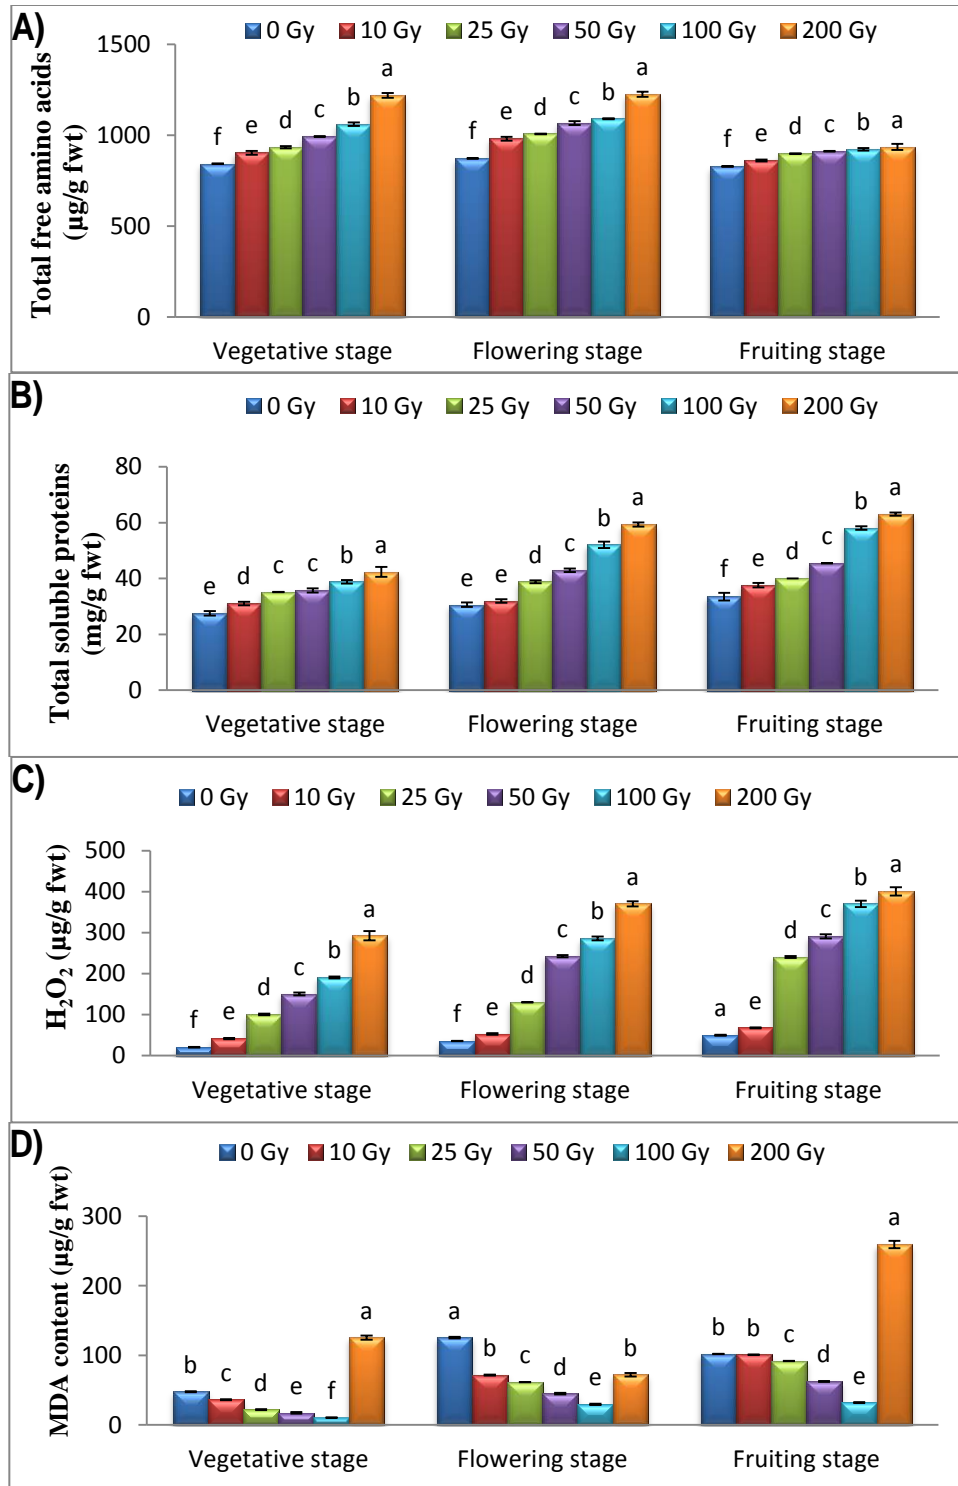 A)
0 Gy 10 Gy 25 Gy 50 Gy 100 Gy 200 Gy
Total free amino acids
(µg/g fwt)
1500
1000
500
0
f e d c b a
f e d c b a
f e d c b a
Vegetative stage Flowering stage Fruiting stage
B)
0 Gy 10 Gy 25 Gy 50 Gy 100 Gy 200 Gy
Total soluble proteins
(mg/g fwt)
80
60
40
20
0
e d c c b a
e e d c b a
f e d c b a
Vegetative stage Flowering stage Fruiting stage
C)
0 Gy 10 Gy 25 Gy 50 Gy 100 Gy 200 Gy
H₂O₂ (µg/g fwt)
500
400
300
200
100
0
f e d c b a
f e d c b a
a e d c b a
Vegetative stage Flowering stage Fruiting stage
D)
0 Gy 10 Gy 25 Gy 50 Gy 100 Gy 200 Gy
MDA content (µg/g fwt)
300
200
100
0
b c d e f a
a b c d e b
b b c d e a
Vegetative stage Flowering stage Fruiting stage